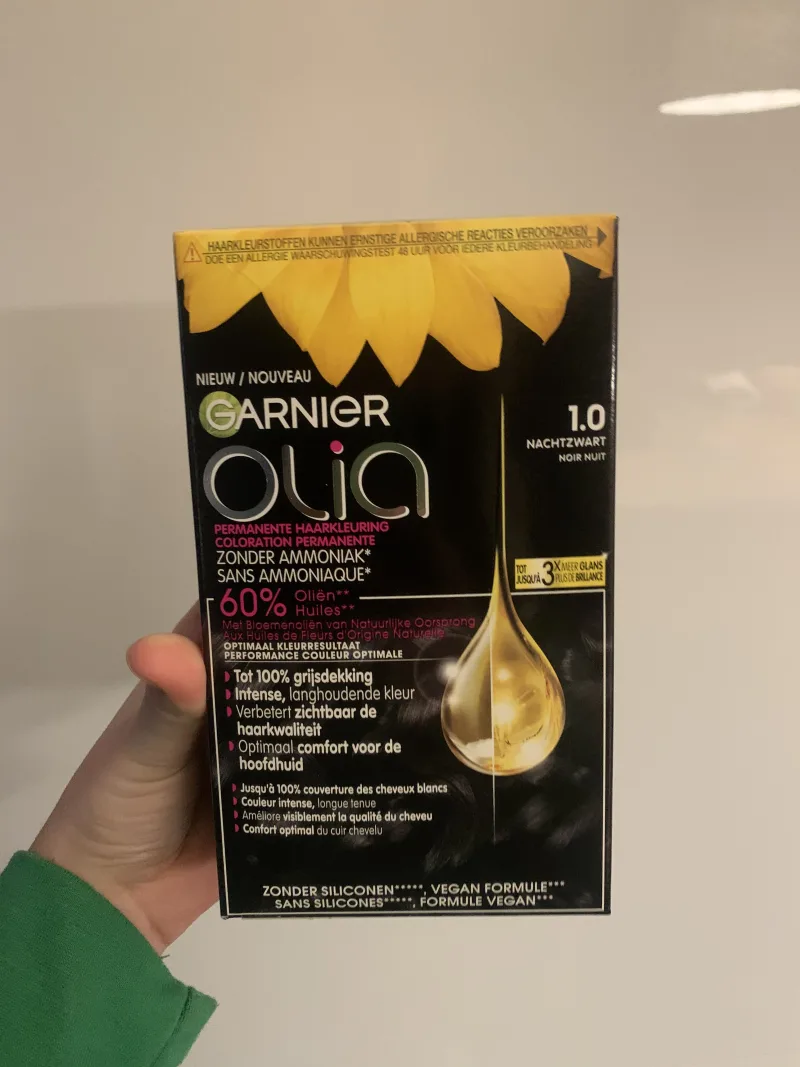 HAARKLEURSTOFFEN KUNNEN ERNSTIGE ALLERGISCHE REACTIES VEROORZAKEN
DOE EEN ALLERGIE WAARSCHUWINGSTEST 48 UUR VOOR IEDERE KLEURBEHANDELING
NIEUW / NOUVEAU
GARNIER
OLIA
1.0
NACHTZWART
NOIR NUIT
PERMANENTE HAARKLEURING
COLORATION PERMANENTE
ZONDER AMMONIAK*
SANS AMMONIAQUE*
TOT JUSQU'À 3X MEER GLANS
PLUS DE BRILLANCE
60% Oliën**
Huiles**
Met Bloemenoliën van Natuurlijke Oorsprong
Aux Huiles de Fleurs d'Origine Naturelle
OPTIMAAL KLEURRESULTAAT
PERFORMANCE COULEUR OPTIMALE
Tot 100% grijsdekking
Intense, langhoudende kleur
Verbetert zichtbaar de
haarkwaliteit
Optimaal comfort voor de
hoofdhuid
Jusqu'à 100% couverture des cheveux blancs
Couleur intense, longue tenue
Améliore visiblement la qualité du cheveu
Confort optimal du cuir chevelu
ZONDER SILICONEN*****, VEGAN FORMULE***
SANS SILICONES*****, FORMULE VEGAN***